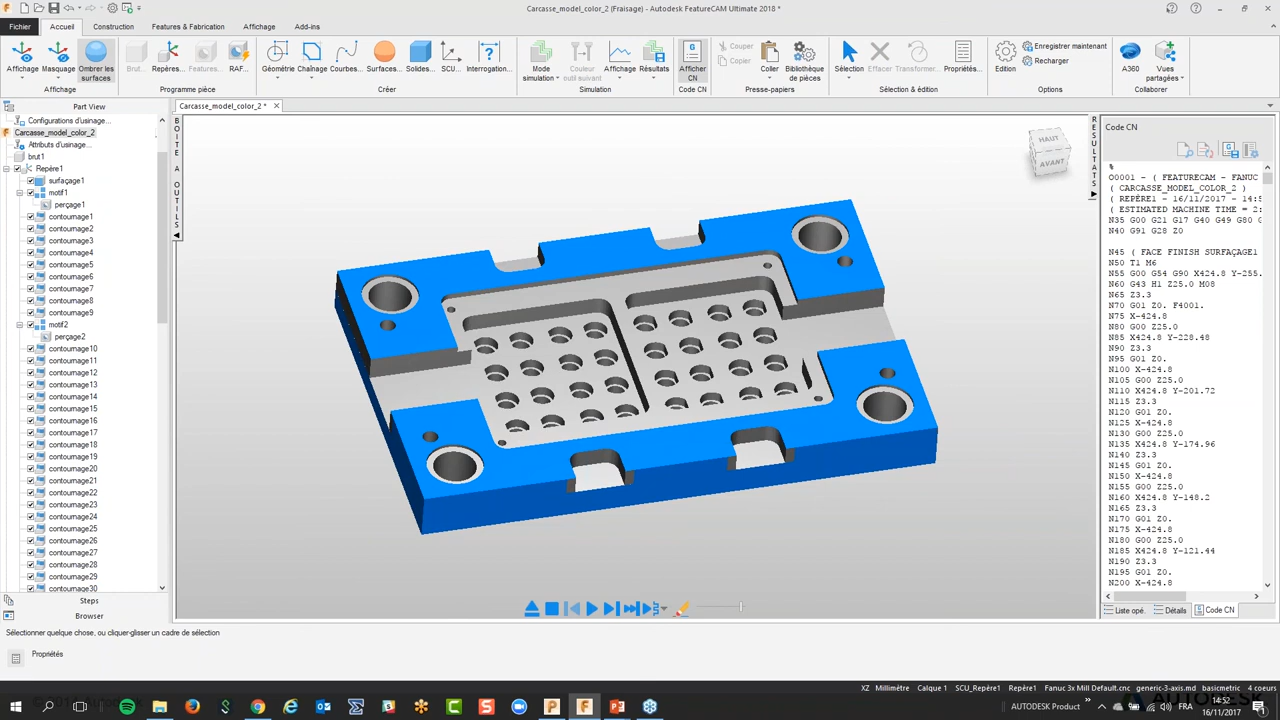 Carcasse_model_color_2 (Fraisage) - Autodesk FeatureCAM Ultimate 2018 *
Fichier
Accueil
Construction
Features & Fabrication
Affichage
Add-ins
Affichage
Masquage
Ombrer les surfaces
Brut...
Repères...
Features...
RAF...
Géométrie
Chaînage
Courbes...
Surfaces...
Solides...
SCU...
Interrogation...
Mode simulation
Couleur outil suivant
Affichage
Résultats
Afficher CN
Couper
Copier
Coller
Bibliothèque de pièces
Sélection
Effacer
Transformer...
Propriétés...
Edition
Enregistrer maintenant
Recharger
A360
Vues partagées
Affichage
Programme pièce
Créer
Simulation
Code CN
Presse-papiers
Sélection & édition
Options
Collaborer
Part View
Carcasse_model_color_2 *
Configurations d'usinage...
Carcasse_model_color_2
Attributs d'usinage...
brut1
Repère1
surfaçage1
motif1
perçage1
contournage1
contournage2
contournage3
contournage4
contournage5
contournage6
contournage7
contournage8
contournage9
motif2
perçage2
contournage10
contournage11
contournage12
contournage13
contournage14
contournage15
contournage16
contournage17
contournage18
contournage19
contournage20
contournage21
contournage22
contournage23
contournage24
contournage25
contournage26
contournage27
contournage28
contournage29
contournage30
Steps
Browser
BOITE A OUTILS
HAUT
AVANT
RESULTATS
Code CN
%
O0001 - ( FEATURECAM - FANUC
( CARCASSE_MODEL_COLOR_2 )
( REPÈRE1 - 16/11/2017 - 14:5
( ESTIMATED MACHINE TIME = 2:
N35 G00 G21 G17 G40 G49 G80 G
N40 G91 G28 Z0
N45 ( FACE FINISH SURFAÇAGE1
N50 T1 M6
N55 G00 G54 G90 X424.8 Y-255.
N60 G43 H1 Z25.0 M08
N65 Z3.3
N70 G01 Z0. F4001.
N75 X-424.8
N80 G00 Z25.0
N85 X424.8 Y-228.48
N90 Z3.3
N95 G01 Z0.
N100 X-424.8
N105 G00 Z25.0
N110 X424.8 Y-201.72
N115 Z3.3
N120 G01 Z0.
N125 X-424.8
N130 G00 Z25.0
N135 X424.8 Y-174.96
N140 Z3.3
N145 G01 Z0.
N150 X-424.8
N155 G00 Z25.0
N160 X424.8 Y-148.2
N165 Z3.3
N170 G01 Z0.
N175 X-424.8
N180 G00 Z25.0
N185 X424.8 Y-121.44
N190 Z3.3
N195 G01 Z0.
N200 X-424.8
Liste opé.
Détails
Code CN
Sélectionner quelque chose, ou cliquer-glisser un cadre de sélection
Propriétés
XZ Millimètre Calque 1 SCU_Repère1 Repère1 Fanuc 3x Mill Default.cnc generic-3-axis.md basicmetric 4 coeurs
AUTODESK Product
FRA
14:52
16/11/2017